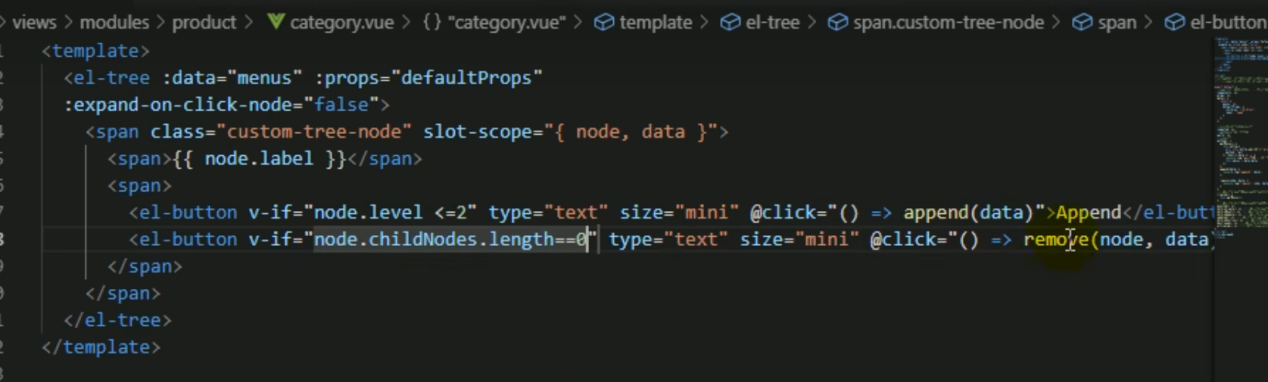 views > modules > product > category.vue > {} "category.vue" > template > el-tree > span.custom-tree-node > span > el-button
<template>
<el-tree :data="menus" :props="defaultProps"
:expand-on-click-node="false">
<span class="custom-tree-node" slot-scope="{ node, data }">
<span>{{ node.label }}</span>
<span>
<el-button v-if="node.level <=2" type="text" size="mini" @click="() => append(data)">Append</el-butt
<el-button v-if="node.childNodes.length==0" type="text" size="mini" @click="() => remove(node, data
</span>
</span>
</el-tree>
</template>